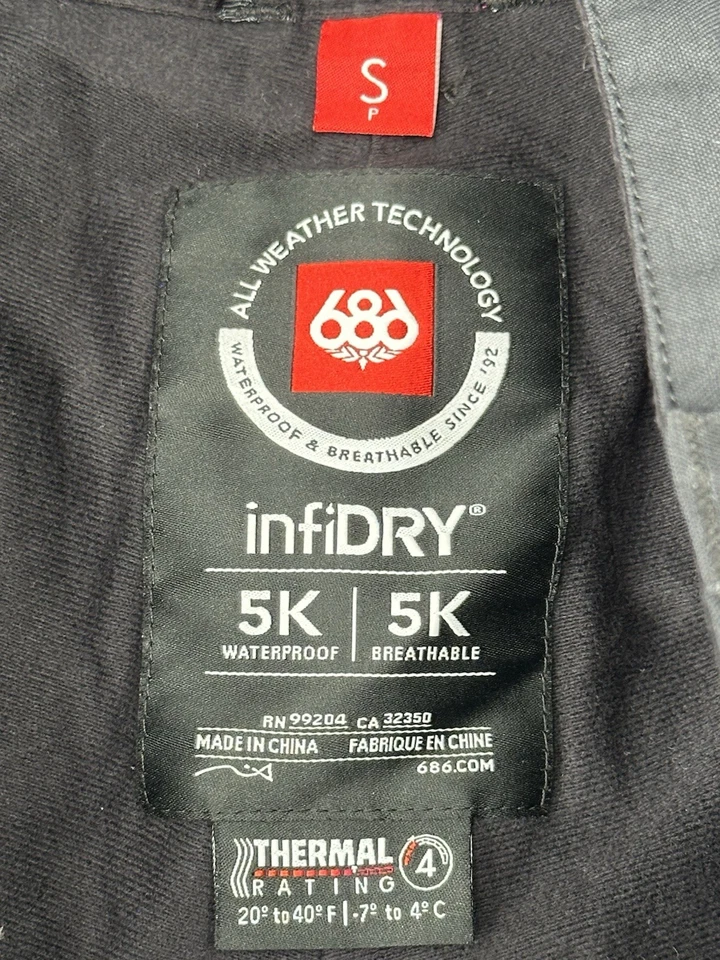 S
P
ALL WEATHER TECHNOLOGY
686
WATERPROOF & BREATHABLE SINCE '92
infiDRY®
5K 5K
WATERPROOF BREATHABLE
RN 99204 CA 32350
MADE IN CHINA FABRIQUE EN CHINE
686.COM
THERMAL
RATING 4
20° to 40° F | -7° to 4° C